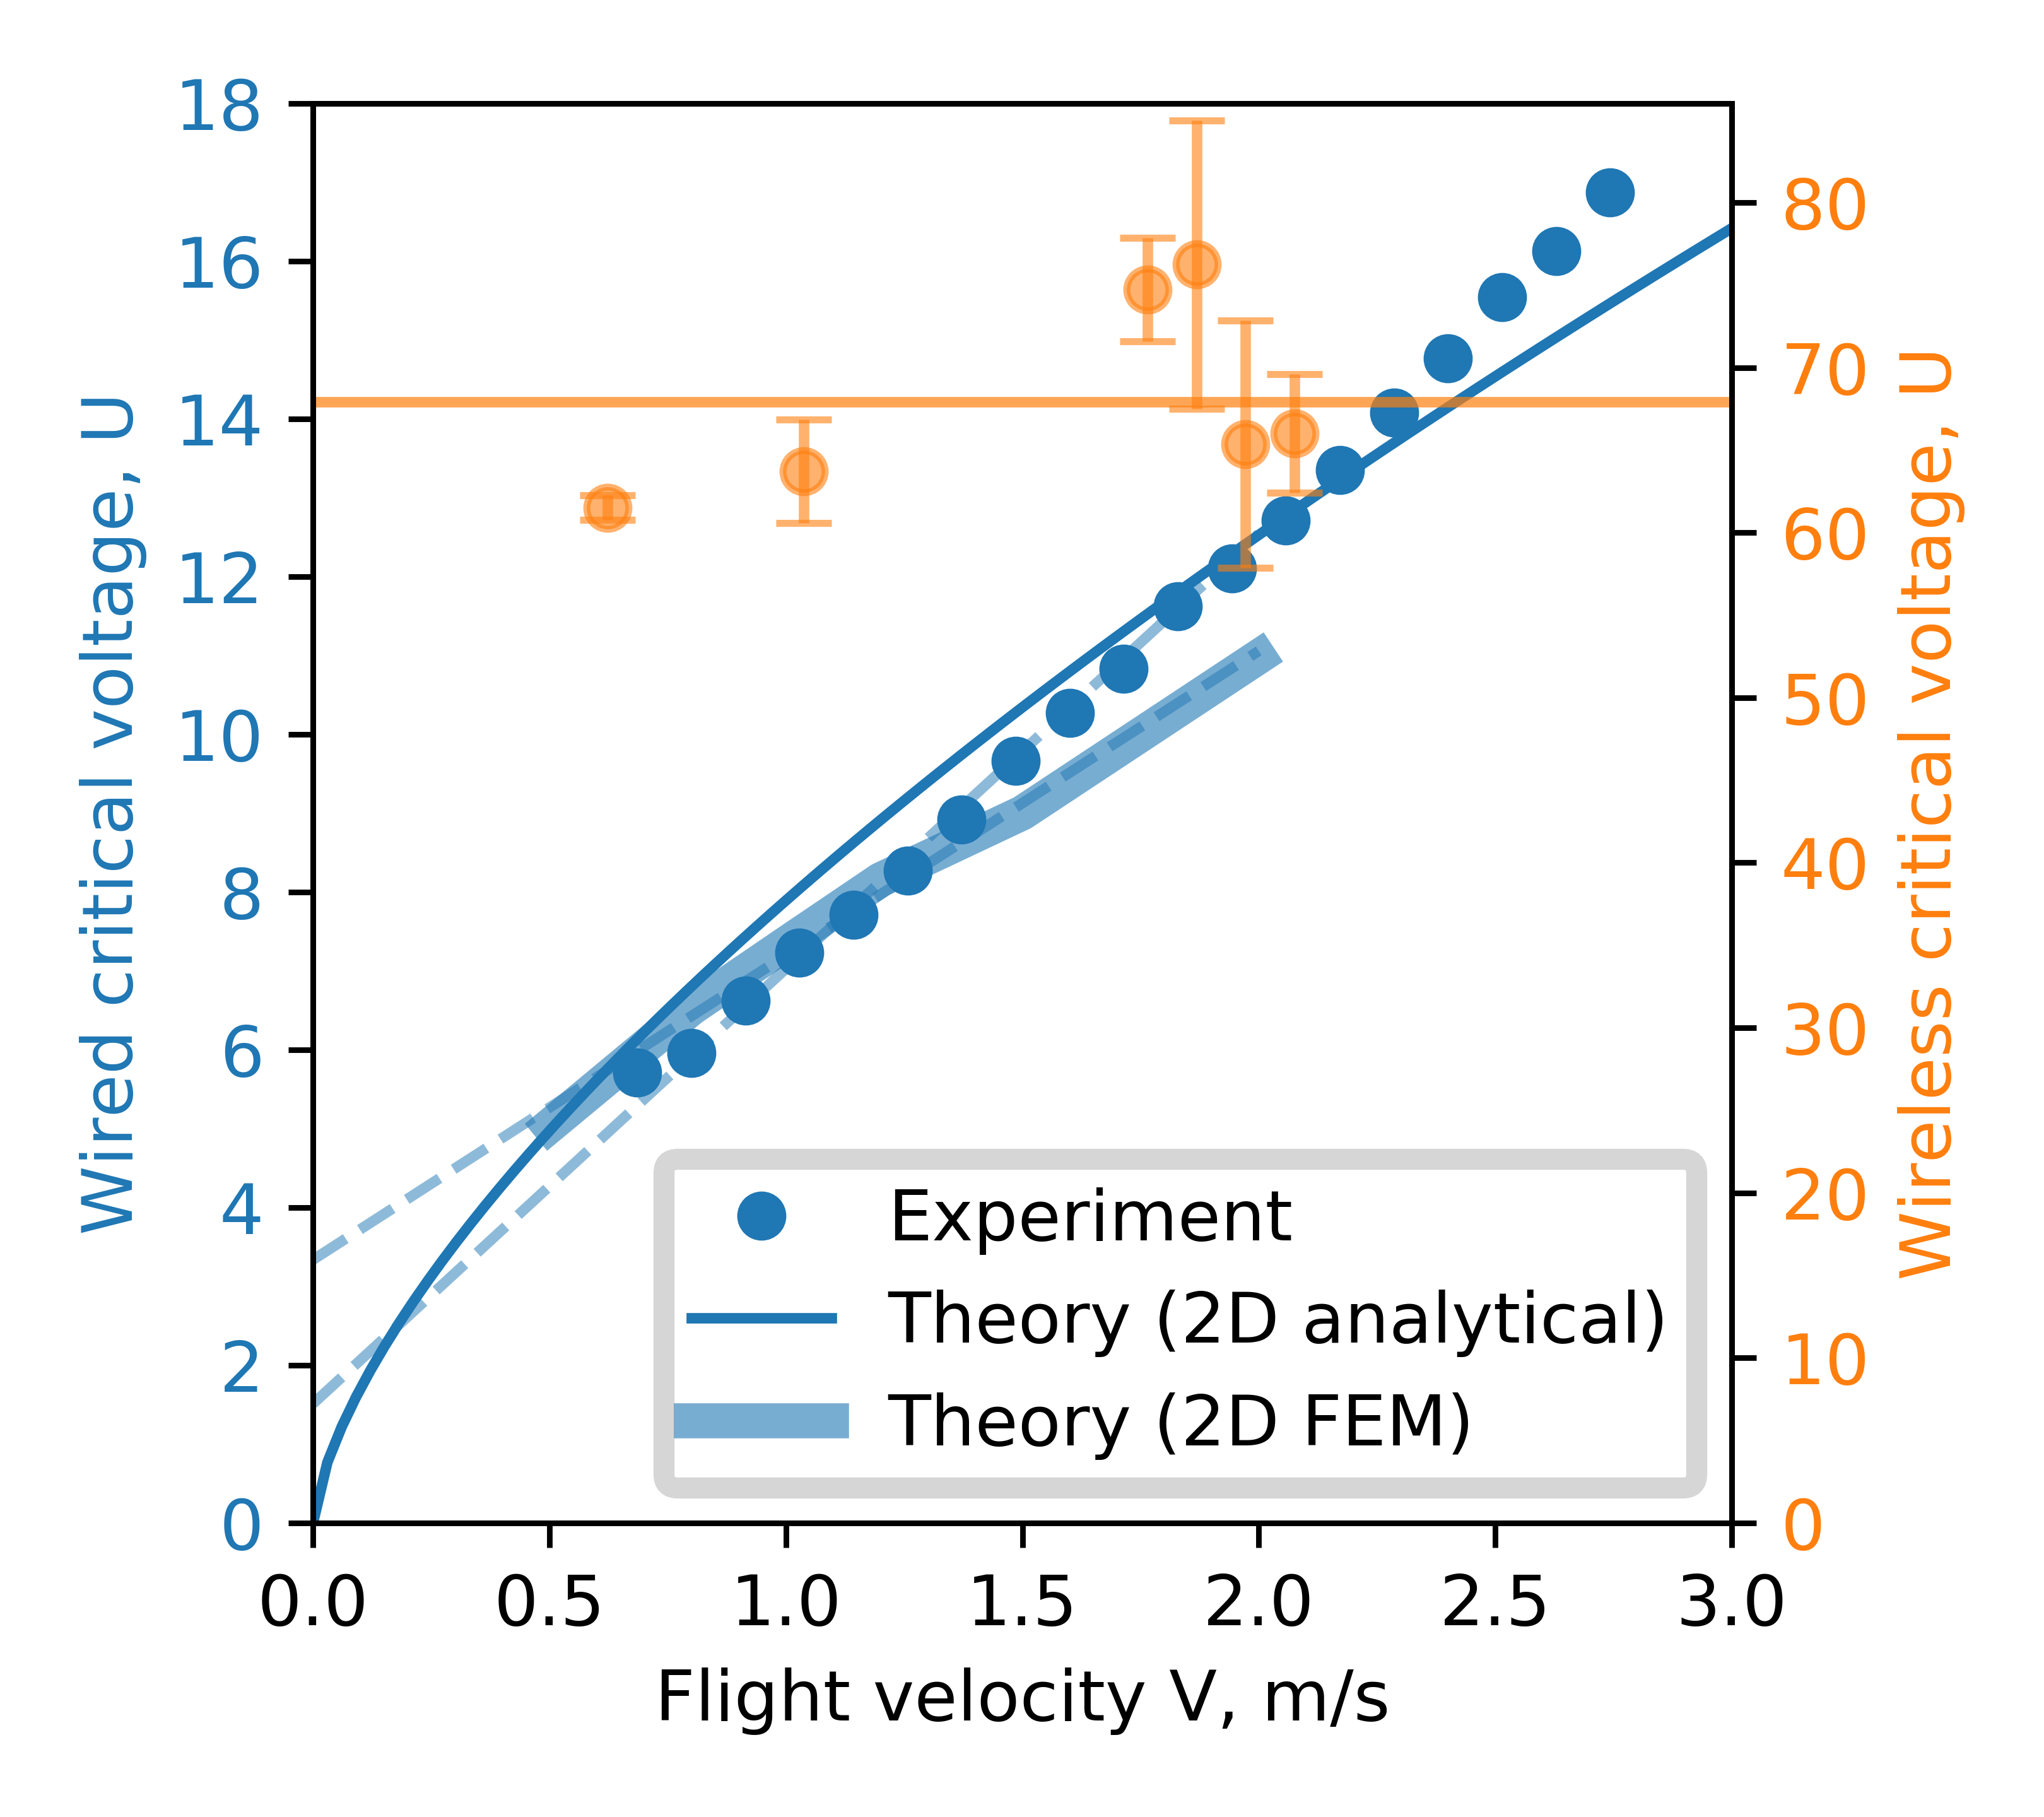 Wired critical voltage, U
18
16
14
12
10
8
6
4
2
0
80
70
60
50
40
30
20
10
0
Wireless critical voltage, U
Experiment
Theory (2D analytical)
Theory (2D FEM)
0.0 0.5 1.0 1.5 2.0 2.5 3.0
Flight velocity V, m/s